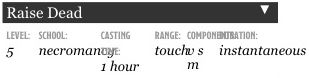 Raise Dead ▼
LEVEL: SCHOOL: CASTING TIME: RANGE: COMPONENTS: DURATION:
5 necromancy 1 hour touch v s m instantaneous